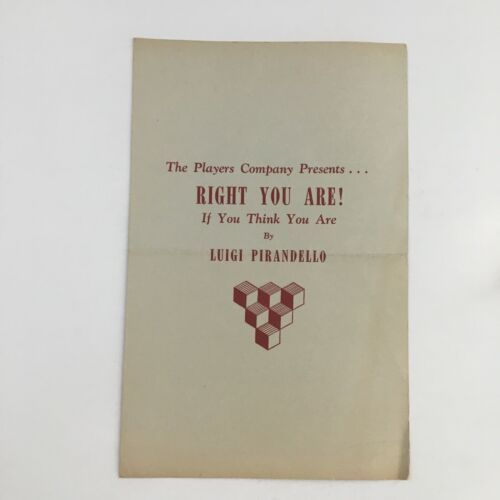 The Players Company Presents...
RIGHT YOU ARE!
If You Think You Are
By
LUIGI PIRANDELLO